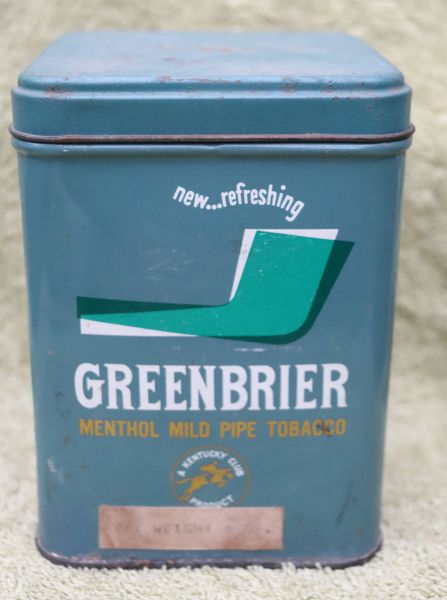 new...refreshing
GREENBRIER
MENTHOL MILD PIPE TOBACCO
A KENTUCKY CLUB
PRODUCT
WEIGHT